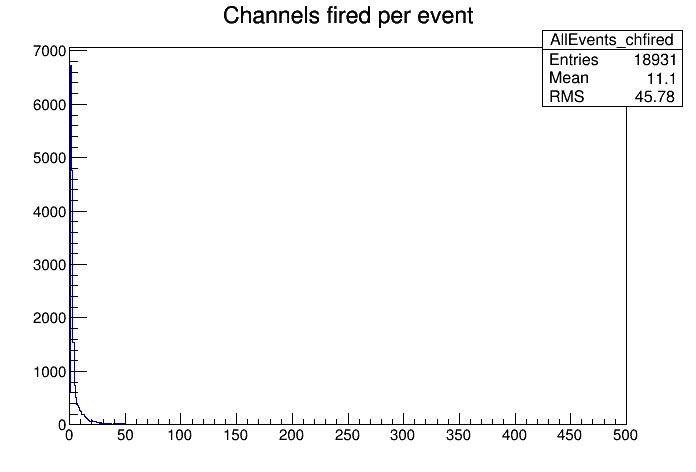 Channels fired per event
AllEvents_chfired
Entries 18931
Mean 11.1
RMS 45.78
7000
6000
5000
4000
3000
2000
1000
0
0 50 100 150 200 250 300 350 400 450 500